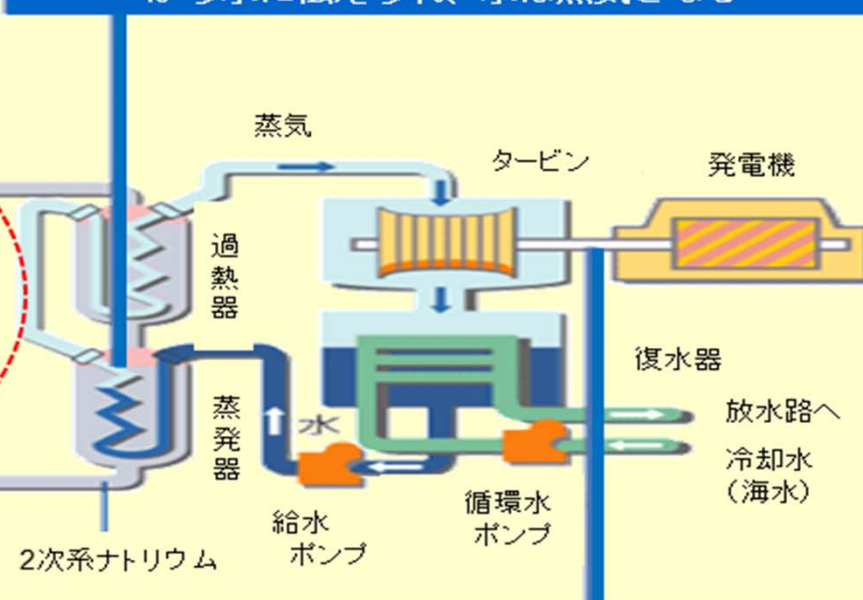 蒸気
タービン
発電機
過熱器
復水器
放水路へ
蒸発器
水
冷却水
(海水)
循環水
ポンプ
給水
ポンプ
2次系ナトリウム